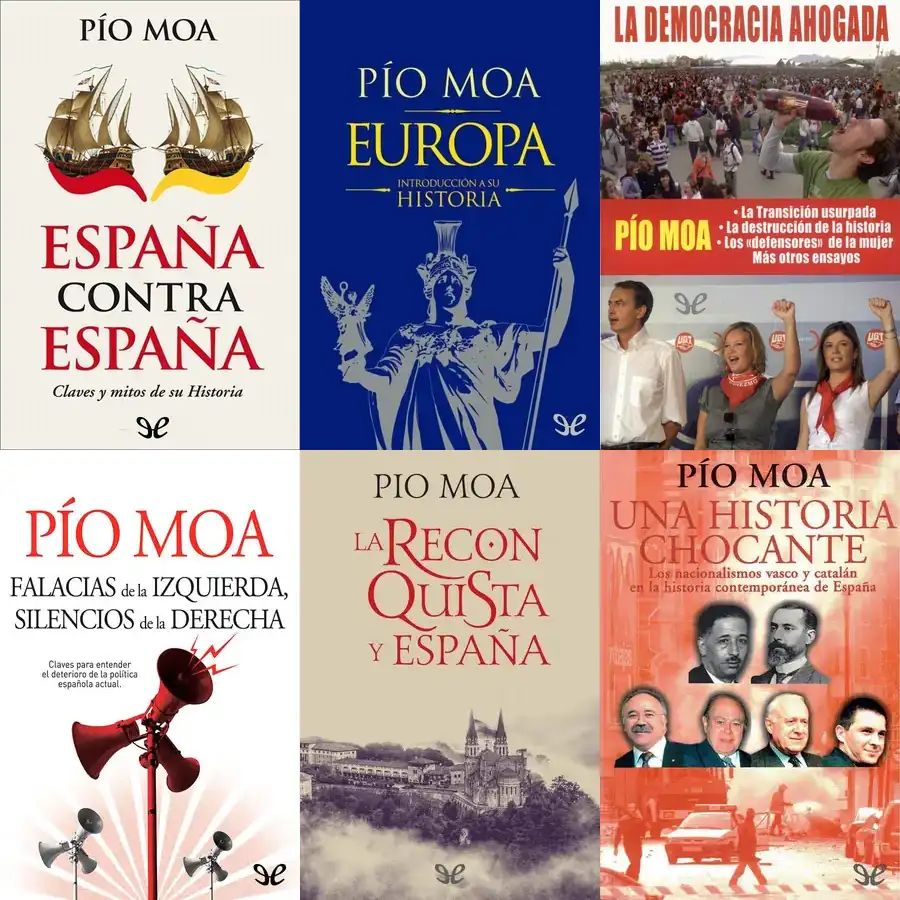 PÍO MOA
ESPAÑA
CONTRA
ESPAÑA
Claves y mitos de su Historia
PÍO MOA
EUROPA
INTRODUCCIÓN A SU
HISTORIA
LA DEMOCRACIA AHOGADA
PÍO MOA
• La Transición usurpada
• La destrucción de la historia
• Los «defensores» de la mujer
Más otros ensayos
UGT
UGT
PÍO MOA
FALACIAS de la IZQUIERDA,
SILENCIOS de la DERECHA
Claves para entender
el deterioro de la política
española actual.
PIO MOA
LA RECON
QUISTA
Y ESPAÑA
PÍO MOA
UNA HISTORIA
CHOCANTE
Los nacionalismos vasco y catalán
en la historia contemporánea de España